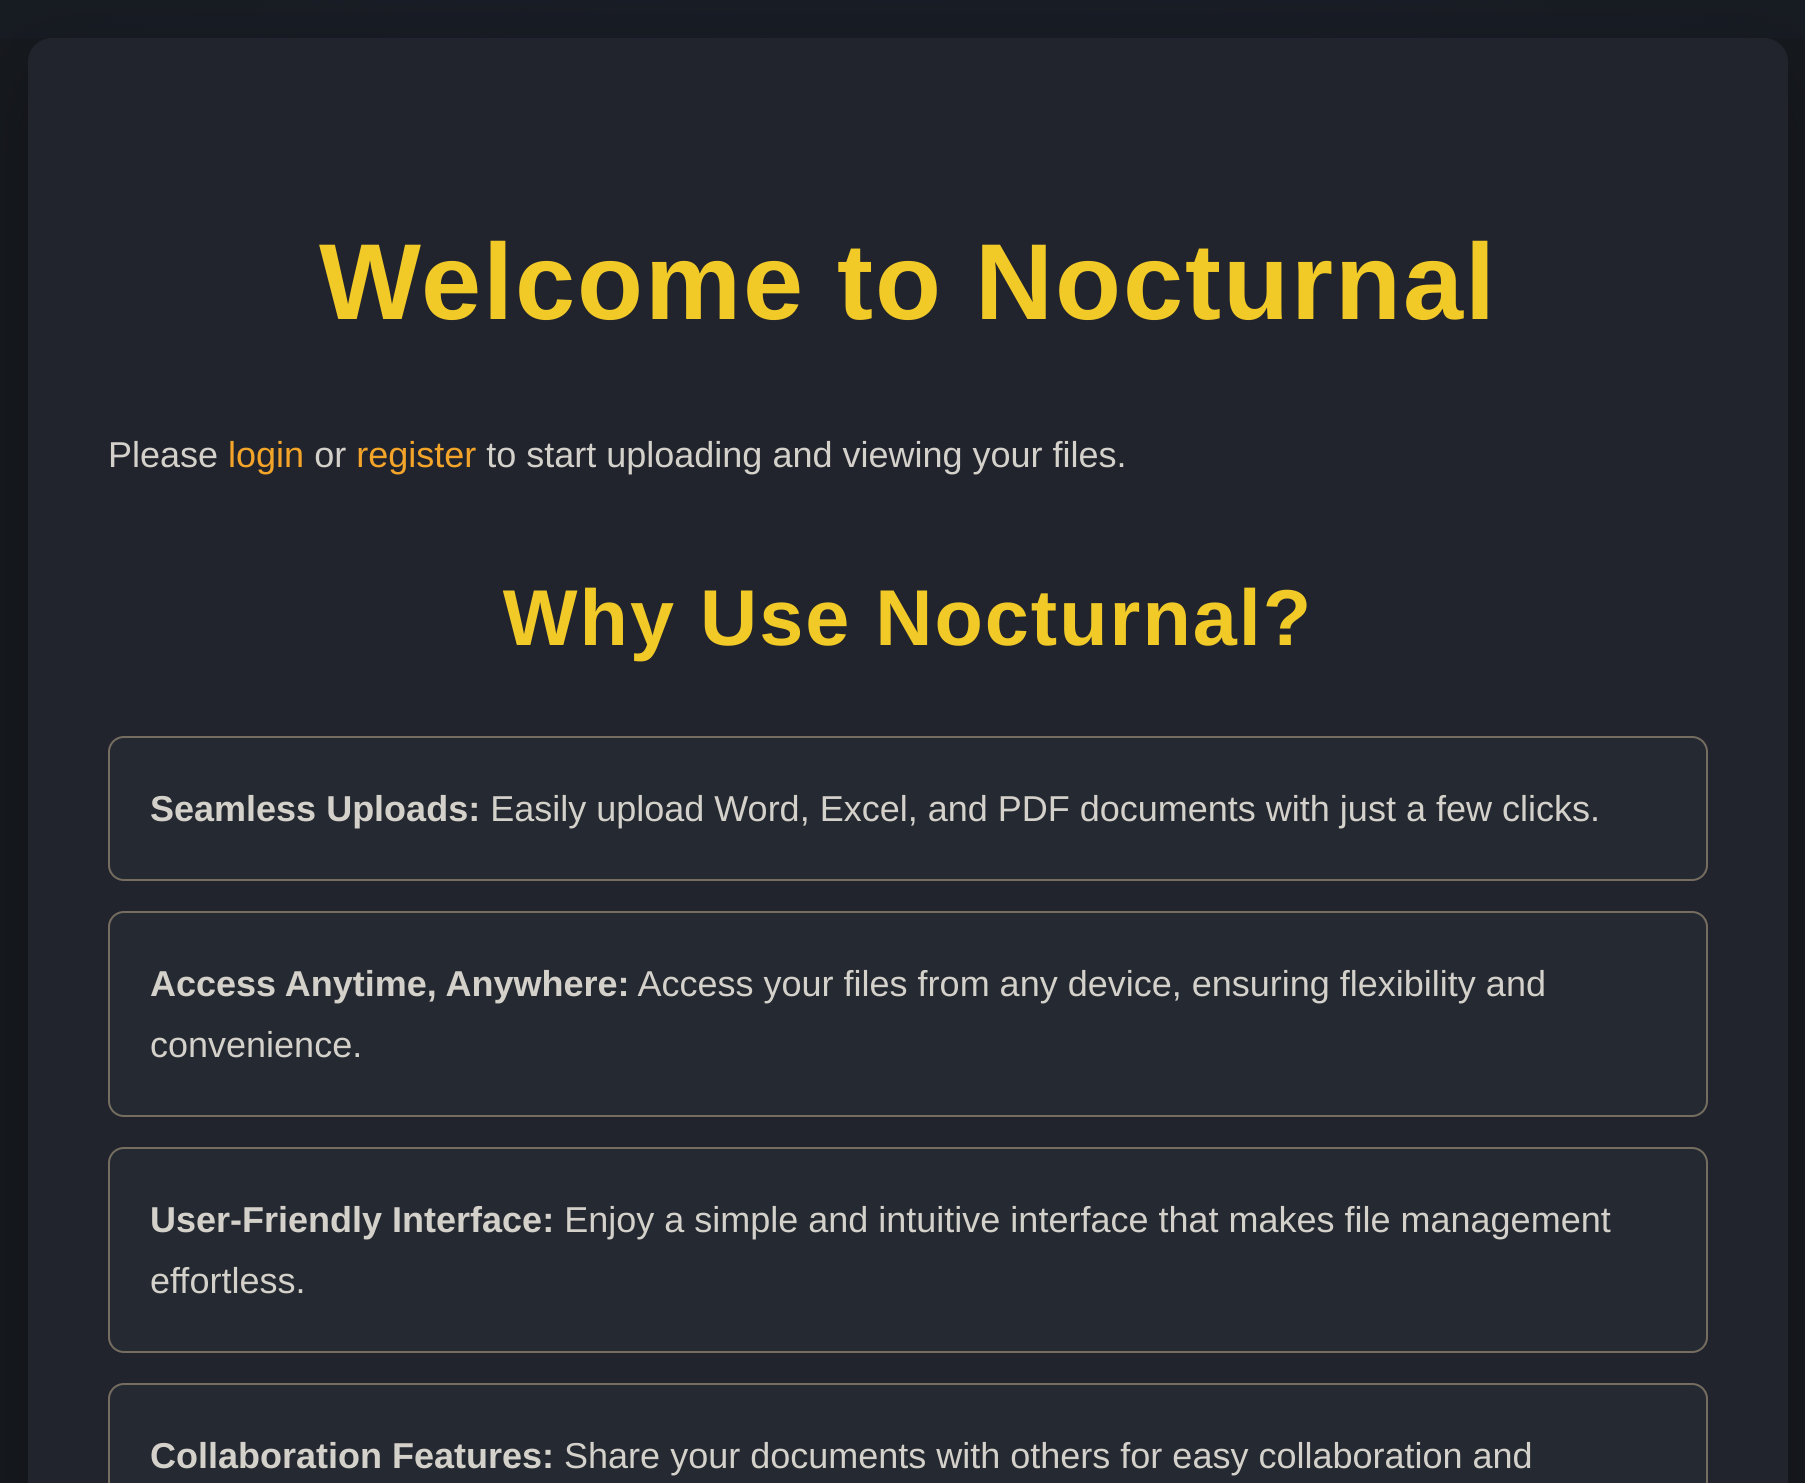 Welcome to Nocturnal
Please login or register to start uploading and viewing your files.
Why Use Nocturnal?
Seamless Uploads: Easily upload Word, Excel, and PDF documents with just a few clicks.
Access Anytime, Anywhere: Access your files from any device, ensuring flexibility and
convenience.
User-Friendly Interface: Enjoy a simple and intuitive interface that makes file management
effortless.
Collaboration Features: Share your documents with others for easy collaboration and